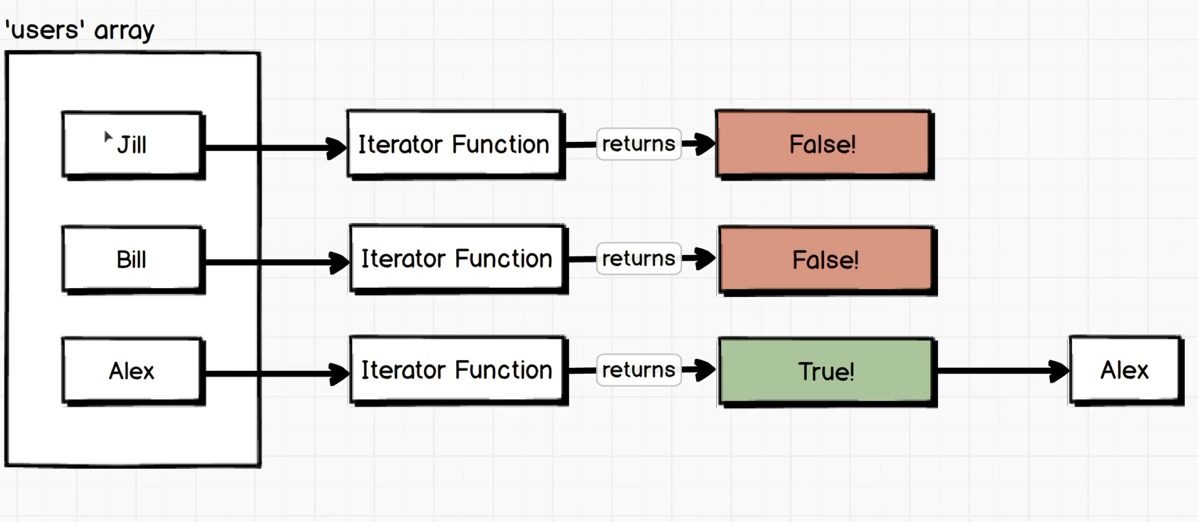 'users' array
Jill
Iterator Function
returns
False!
Bill
Iterator Function
returns
False!
Alex
Iterator Function
returns
True!
Alex